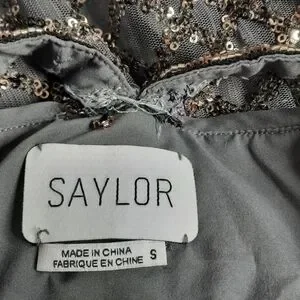 SAYLOR
MADE IN CHINA
FABRIQUE EN CHINE
S